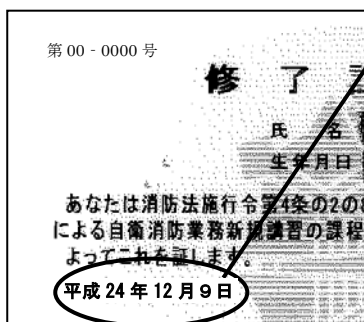 第 00 - 0000 号
修 了
氏 名
生年月日
あなたは消防法施行令第4条の2の8
による自衛消防業務新規講習の課程
よってこれを証します。
平成 24 年 12 月 9 日